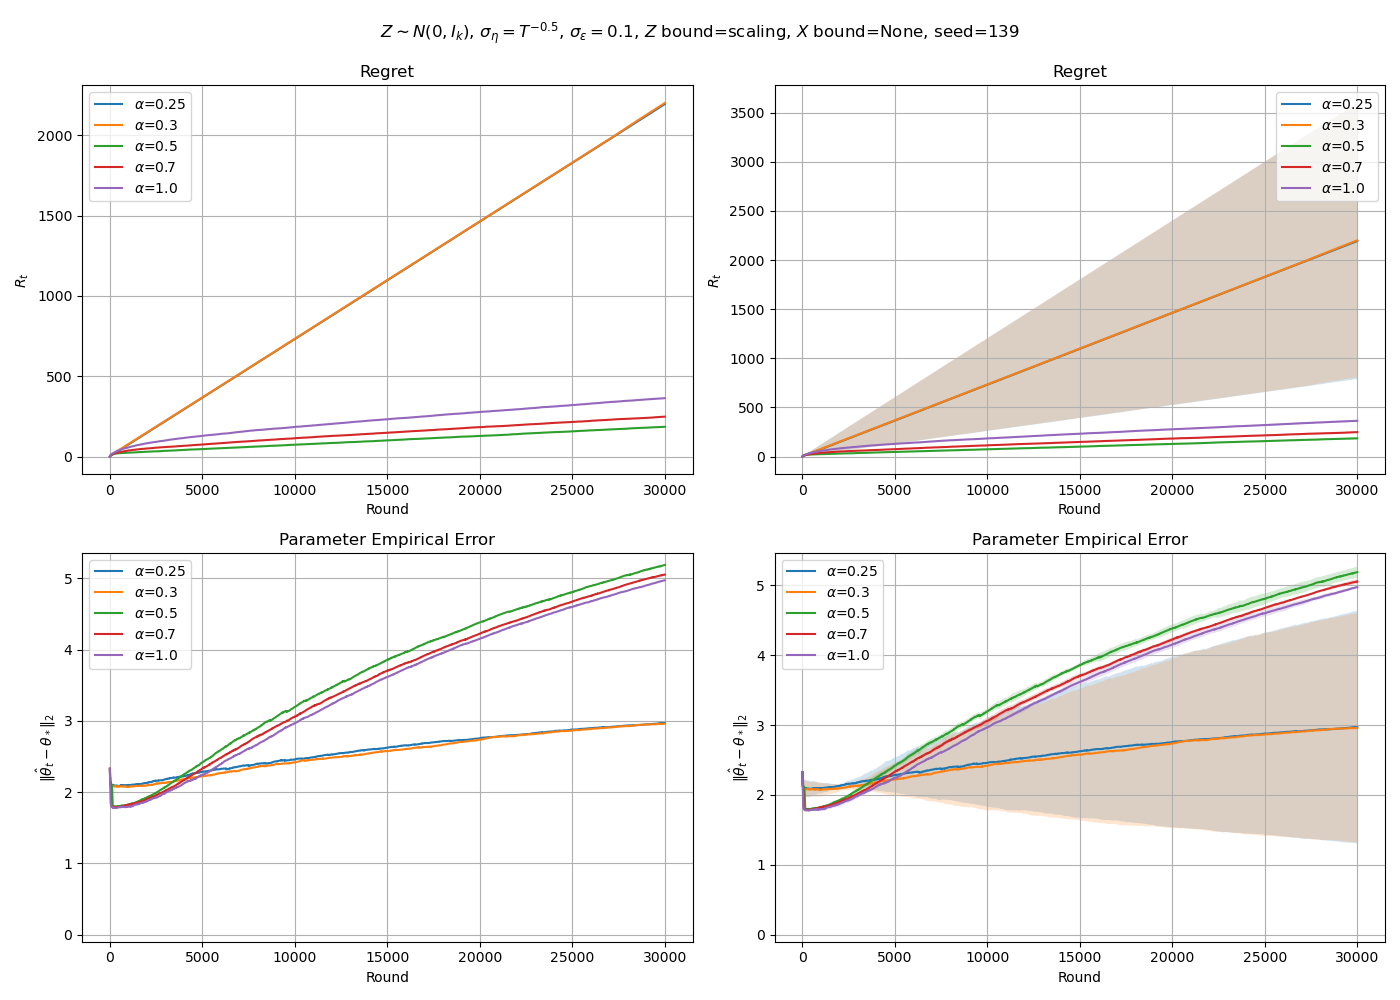 Z ~ N(0, I_k), σ_η = T^{−0.5}, σ_ε = 0.1, Z bound=scaling, X bound=None, seed=139
Regret
α=0.25
α=0.3
α=0.5
α=0.7
α=1.0
2000
1500
1000
500
0
R_t
0 5000 10000 15000 20000 25000 30000
Round
Regret
α=0.25
α=0.3
α=0.5
α=0.7
α=1.0
3500
3000
2500
2000
1500
1000
500
0
R_t
0 5000 10000 15000 20000 25000 30000
Round
Parameter Empirical Error
α=0.25
α=0.3
α=0.5
α=0.7
α=1.0
5
4
3
2
1
0
‖θ̂_t − θ_*‖_2
0 5000 10000 15000 20000 25000 30000
Round
Parameter Empirical Error
α=0.25
α=0.3
α=0.5
α=0.7
α=1.0
5
4
3
2
1
0
‖θ̂_t − θ_*‖_2
0 5000 10000 15000 20000 25000 30000
Round